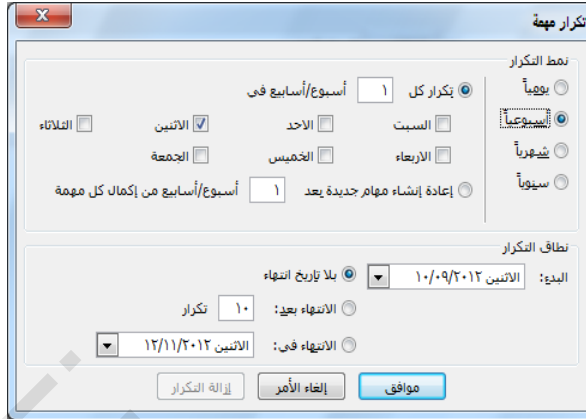 تكرار مهمة
نمط التكرار
يومياً
تكرار كل ١ أسبوع/أسابيع في
أسبوعياً
السبت الاحد الاثنين الثلاثاء
شهرياً
الاربعاء الخميس الجمعة
سنوياً
إعادة إنشاء مهام جديدة بعد ١ أسبوع/أسابيع من إكمال كل مهمة
نطاق التكرار
البدء: الاثنين ١٠/٠٩/٢٠١٢ بلا تاريخ انتهاء
الانتهاء بعد: ١٠ تكرار
الانتهاء في: الاثنين ١٢/١١/٢٠١٢
موافق إلغاء الأمر إزالة التكرار